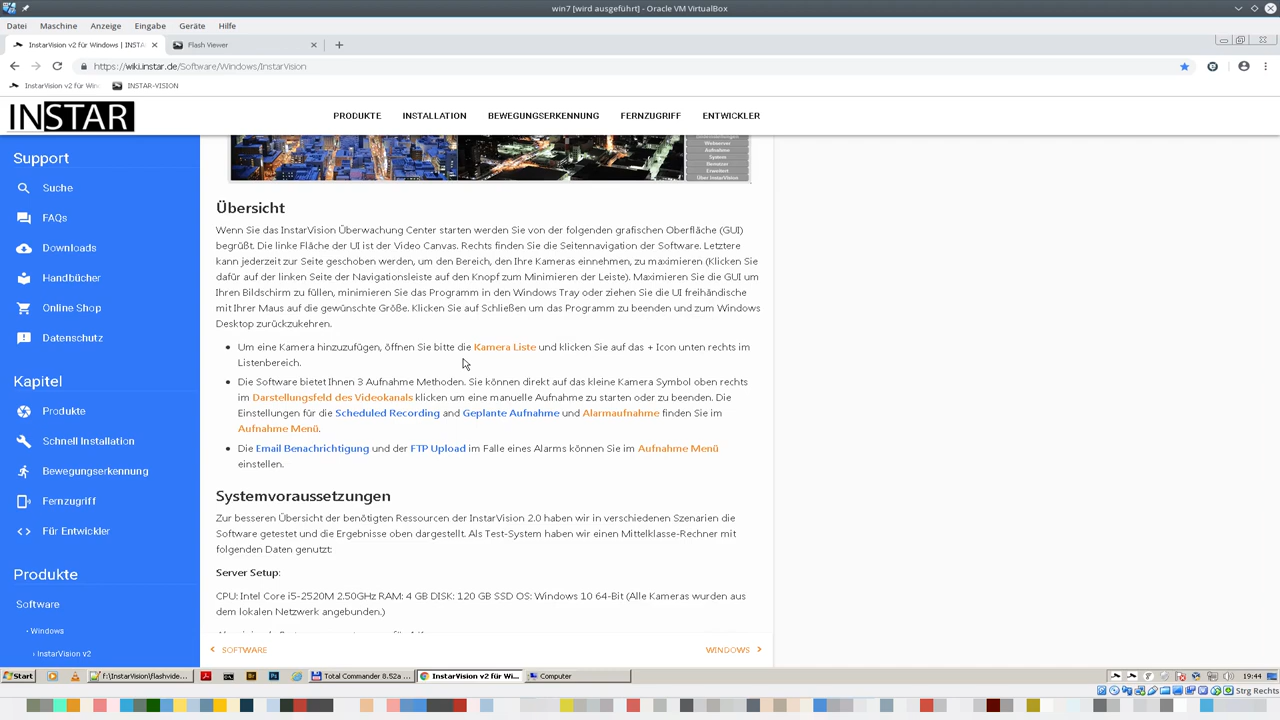 win7 [wird ausgeführt] - Oracle VM VirtualBox
Datei Maschine Anzeige Eingabe Geräte Hilfe
InstarVision v2 für Windows | INSTA
Flash Viewer
https://wiki.instar.de/Software/Windows/InstarVision
InstarVision v2 für Win
INSTAR-VISION
INSTAR
PRODUKTE INSTALLATION BEWEGUNGSERKENNUNG FERNZUGRIFF ENTWICKLER
Support
Suche
FAQs
Downloads
Handbücher
Online Shop
Datenschutz
Kapitel
Produkte
Schnell Installation
Bewegungserkennung
Fernzugriff
Für Entwickler
Produkte
Software
• Windows
› InstarVision v2
Webserver
Aufnahme
System
Benutzer
Erweitert
Über InstarVision
Übersicht
Wenn Sie das InstarVision Überwachung Center starten werden Sie von der folgenden grafischen Oberfläche (GUI)
begrüßt. Die linke Fläche der UI ist der Video Canvas. Rechts finden Sie die Seitennavigation der Software. Letztere
kann jederzeit zur Seite geschoben werden, um den Bereich, den Ihre Kameras einnehmen, zu maximieren (Klicken Sie
dafür auf der linken Seite der Navigationsleiste auf den Knopf zum Minimieren der Leiste). Maximieren Sie die GUI um
Ihren Bildschirm zu füllen, minimieren Sie das Programm in den Windows Tray oder ziehen Sie die UI freihändische
mit Ihrer Maus auf die gewünschte Größe. Klicken Sie auf Schließen um das Programm zu beenden und zum Windows
Desktop zurückzukehren.
• Um eine Kamera hinzuzufügen, öffnen Sie bitte die Kamera Liste und klicken Sie auf das + Icon unten rechts im
Listenbereich.
• Die Software bietet Ihnen 3 Aufnahme Methoden. Sie können direkt auf das kleine Kamera Symbol oben rechts
im Darstellungsfeld des Videokanals klicken um eine manuelle Aufnahme zu starten oder zu beenden. Die
Einstellungen für die Scheduled Recording and Geplante Aufnahme und Alarmaufnahme finden Sie im
Aufnahme Menü.
• Die Email Benachrichtigung und der FTP Upload im Falle eines Alarms können Sie im Aufnahme Menü
einstellen.
Systemvoraussetzungen
Zur besseren Übersicht der benötigten Ressourcen der InstarVision 2.0 haben wir in verschiedenen Szenarien die
Software getestet und die Ergebnisse oben dargestellt. Als Test-System haben wir einen Mittelklasse-Rechner mit
folgenden Daten genutzt:
Server Setup:
CPU: Intel Core i5-2520M 2.50GHz RAM: 4 GB DISK: 120 GB SSD OS: Windows 10 64-Bit (Alle Kameras wurden aus
dem lokalen Netzwerk angebunden.)
SOFTWARE
WINDOWS
Start
f:\InstarVision\flashvide...
Total Commander 8.52a ...
InstarVision v2 für Wi...
Computer
19:44
Strg Rechts